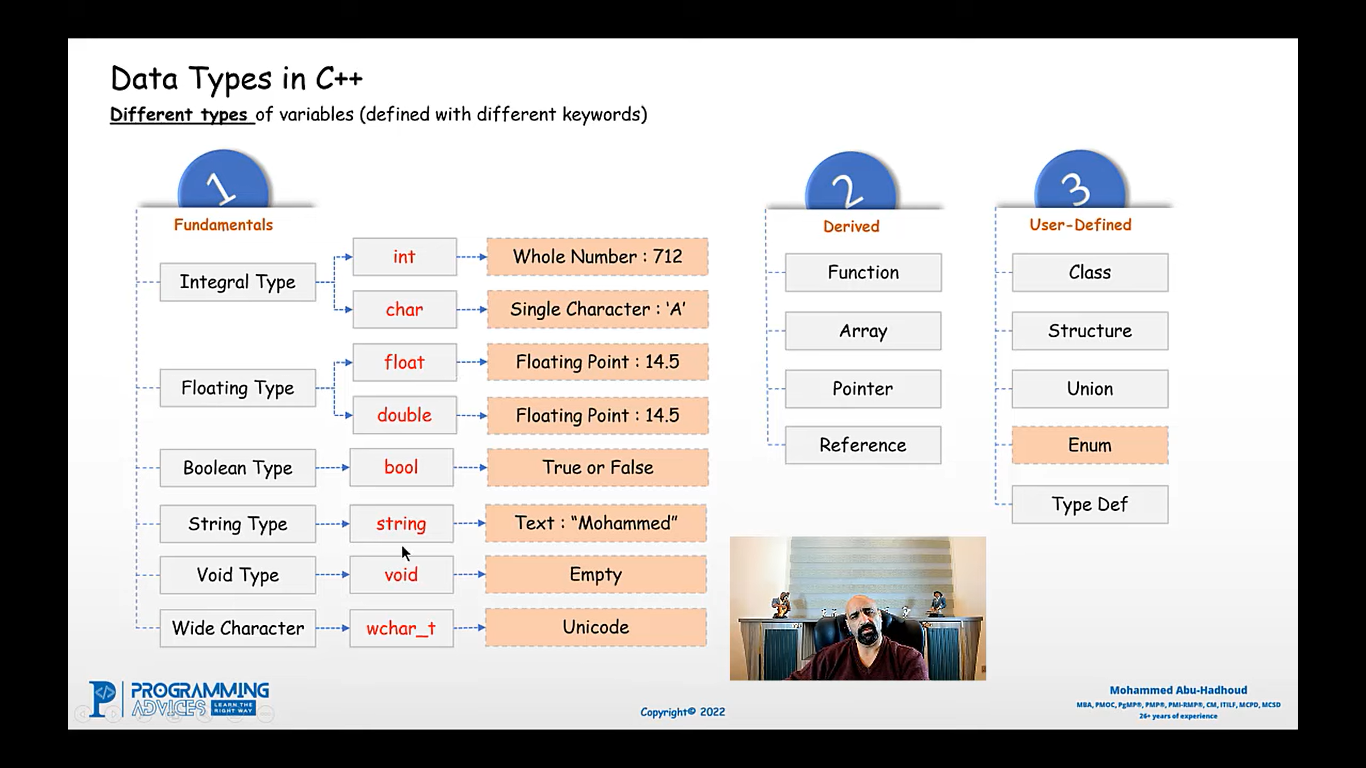 Data Types in C++
Different types of variables (defined with different keywords)
1
Fundamentals
Integral Type
int
Whole Number : 712
char
Single Character : ‘A’
Floating Type
float
Floating Point : 14.5
double
Floating Point : 14.5
Boolean Type
bool
True or False
String Type
string
Text : “Mohammed”
Void Type
void
Empty
Wide Character
wchar_t
Unicode
2
Derived
Function
Array
Pointer
Reference
3
User-Defined
Class
Structure
Union
Enum
Type Def
P </>
PROGRAMMING
ADVICES
LEARN THE
RIGHT WAY
Copyright© 2022
Mohammed Abu-Hadhoud
MBA, PMOC, PgMP®, PMP®, PMI-RMP®, CM, ITILF, MCPD, MCSD
26+ years of experience